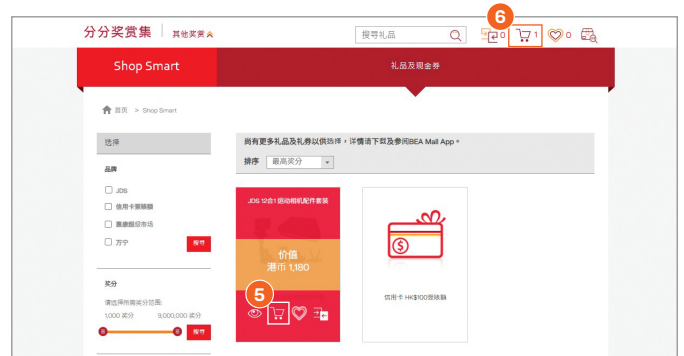 6
分分奖赏集 其他奖赏
搜寻礼品
0 1 0
Shop Smart
礼品及现金券
首页 > Shop Smart
选择
尚有更多礼品及礼券以供选择，详情请下载及参阅BEA Mall App。
排序 最高奖分
品牌
JDS
信用卡签账额
惠康超级市场
万宁
搜寻
JDS 12合1 运动相机配件套装
价值
港币 1,180
5
信用卡 HK$100签账额
奖分
请选择所需奖分范围:
1,000 奖分 9,000,000 奖分
搜寻